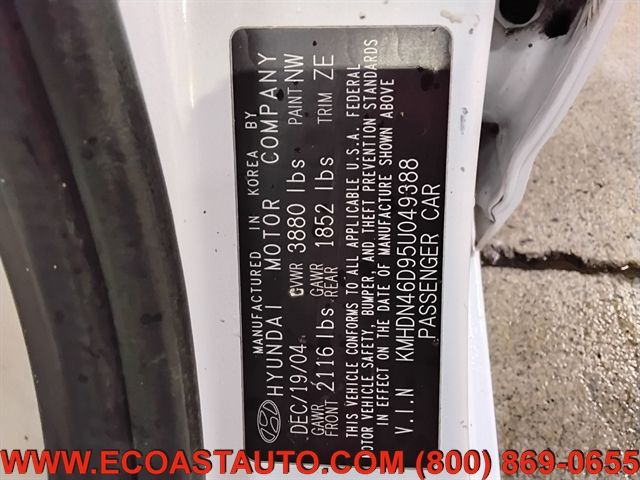 MANUFACTURED IN KOREA BY
HYUNDAI MOTOR COMPANY
DEC/19/04 GVWR 3880 lbs PAINT NW
GAWR FRONT 2116 lbs GAWR REAR 1852 lbs TRIM ZE
THIS VEHICLE CONFORMS TO ALL APPLICABLE U.S.A. FEDERAL
MOTOR VEHICLE SAFETY, BUMPER, AND THEFT PREVENTION STANDARDS
IN EFFECT ON THE DATE OF MANUFACTURE SHOWN ABOVE
V.I.N KMHDN46D95U049388
PASSENGER CAR
WWW.ECOASTAUTO.COM (800) 869-0655